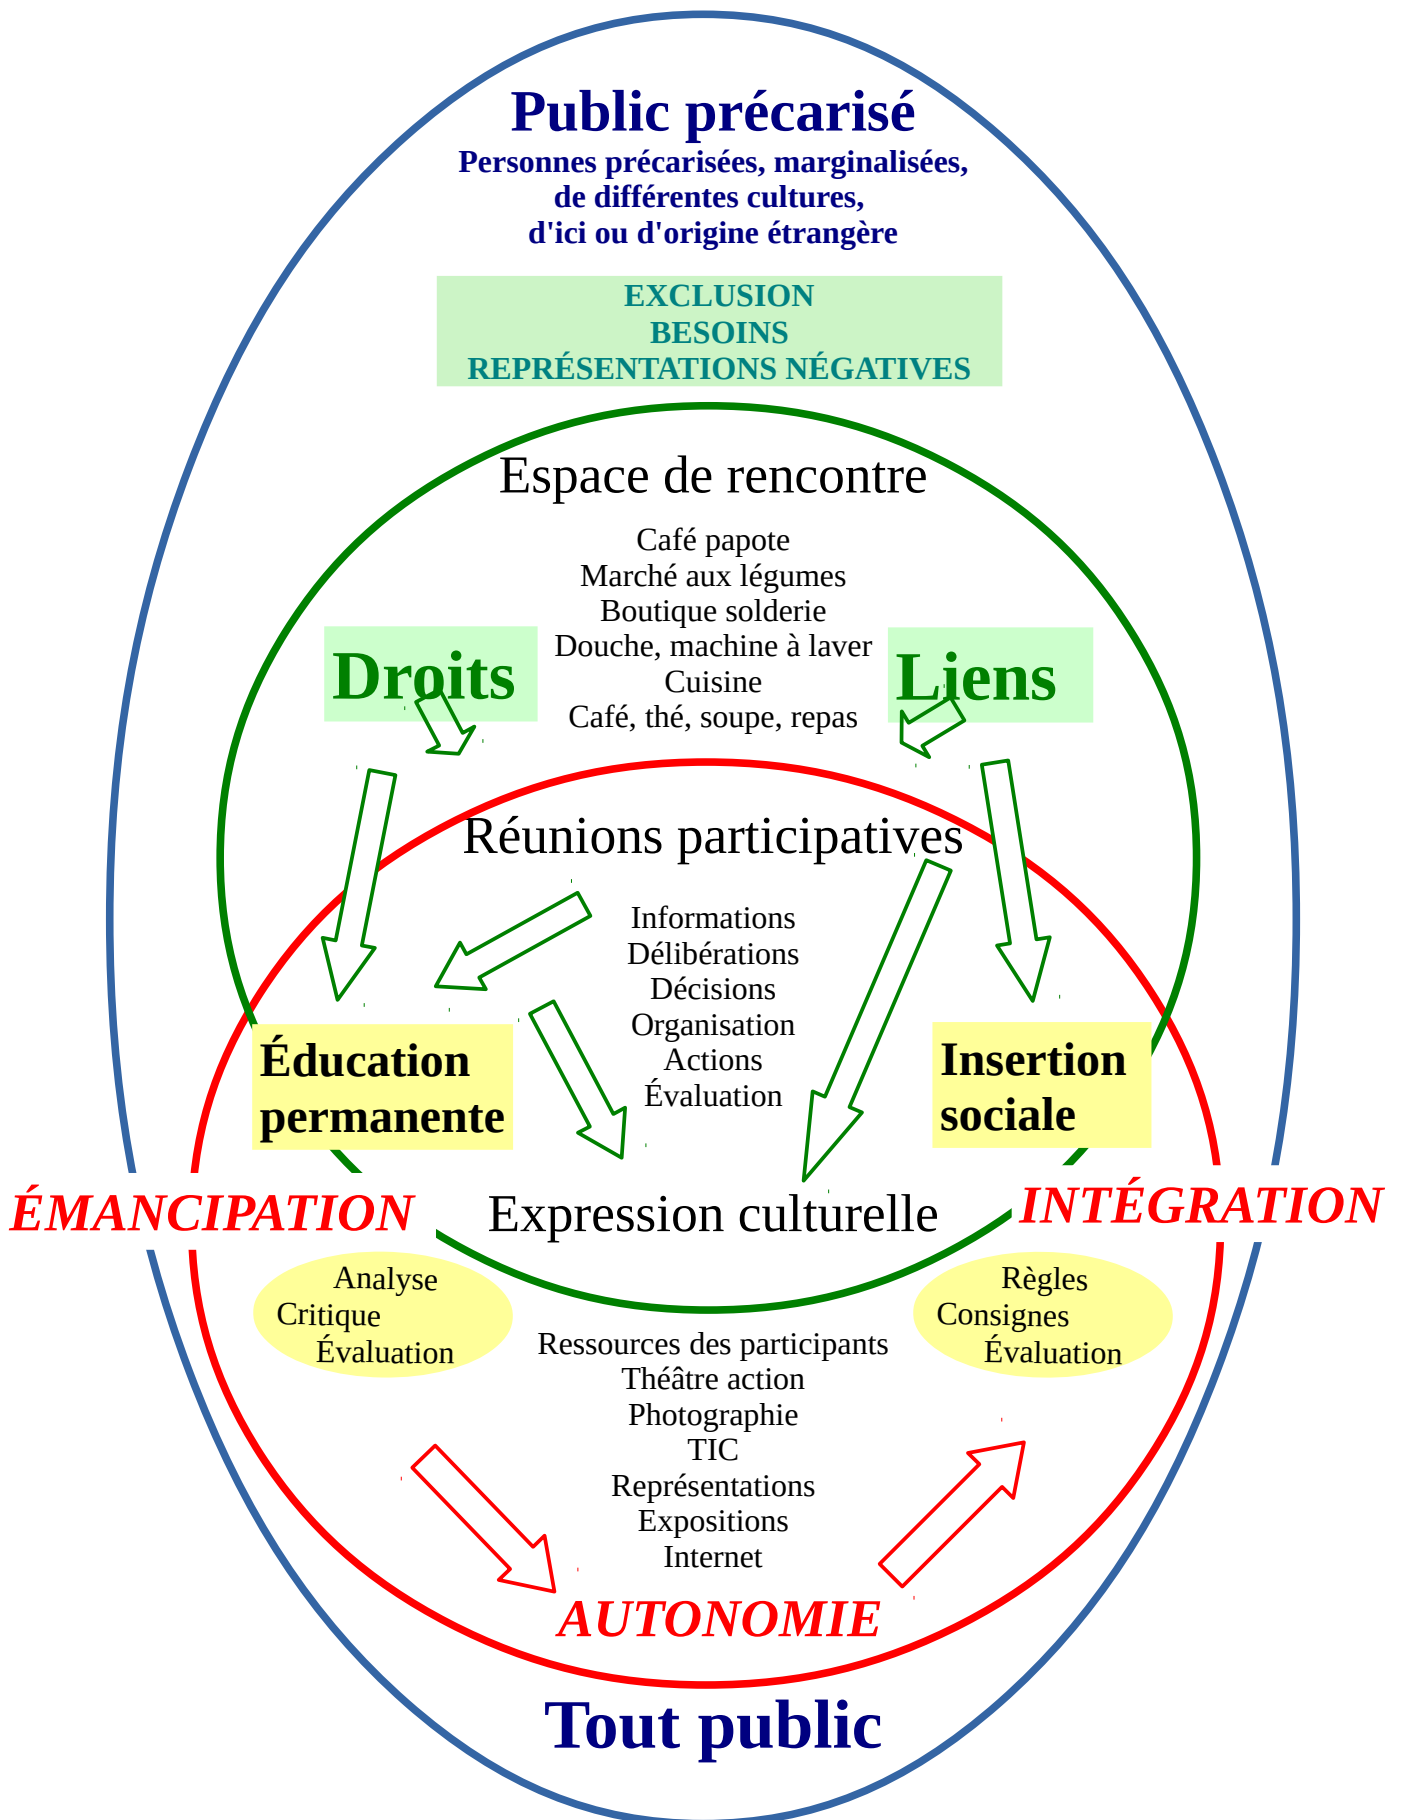 Public précarisé
Personnes précarisées, marginalisées,
de différentes cultures,
d'ici ou d'origine étrangère
EXCLUSION
BESOINS
REPRÉSENTATIONS NÉGATIVES
Espace de rencontre
Café papote
Marché aux légumes
Boutique solderie
Douche, machine à laver
Cuisine
Café, thé, soupe, repas
Droits
Liens
Réunions participatives
Informations
Délibérations
Décisions
Organisation
Actions
Évaluation
Éducation
permanente
Insertion
sociale
ÉMANCIPATION
Expression culturelle
INTÉGRATION
Analyse
Critique
Évaluation
Règles
Consignes
Évaluation
Ressources des participants
Théâtre action
Photographie
TIC
Représentations
Expositions
Internet
AUTONOMIE
Tout public